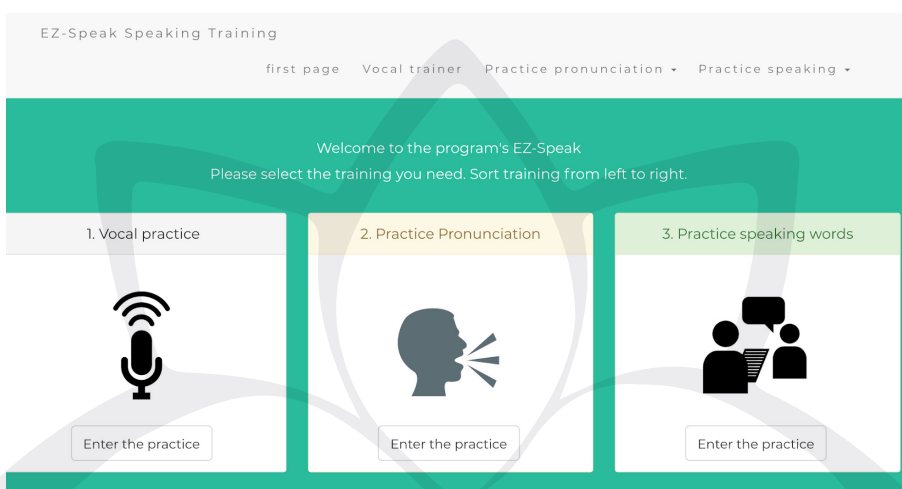 EZ-Speak Speaking Training
first page Vocal trainer Practice pronunciation Practice speaking
Welcome to the program's EZ-Speak
Please select the training you need. Sort training from left to right.
1. Vocal practice
2. Practice Pronunciation
3. Practice speaking words
Enter the practice
Enter the practice
Enter the practice